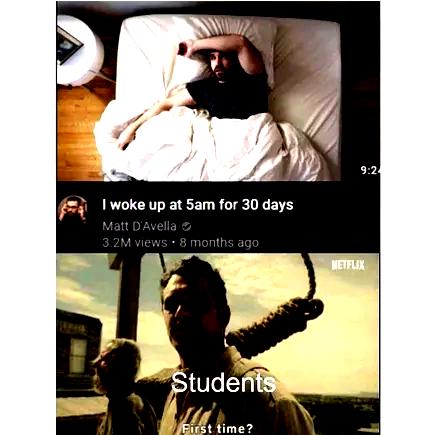 9:24
I woke up at 5am for 30 days
Matt D'Avella
3.2M views • 8 months ago
NETFLIX
Students
First time?